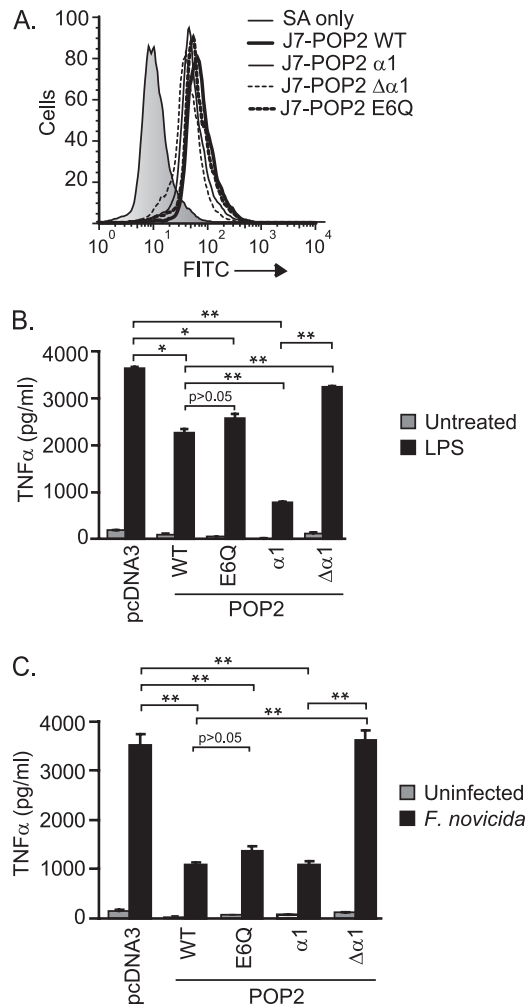 A.
SA only
J7-POP2 WT
J7-POP2 α1
J7-POP2 Δα1
J7-POP2 E6Q
100
80
60
40
20
Cells
10^0 10^1 10^2 10^3 10^4
FITC
B.
**
* **
* **
**
p>0.05
4000
3000
2000
1000
0
TNFα (pg/ml)
Untreated
LPS
pcDNA3 WT E6Q α1 Δα1
POP2
C.
**
** **
** **
p>0.05
4000
3000
2000
1000
0
TNFα (pg/ml)
Uninfected
F. novicida
pcDNA3 WT E6Q α1 Δα1
POP2